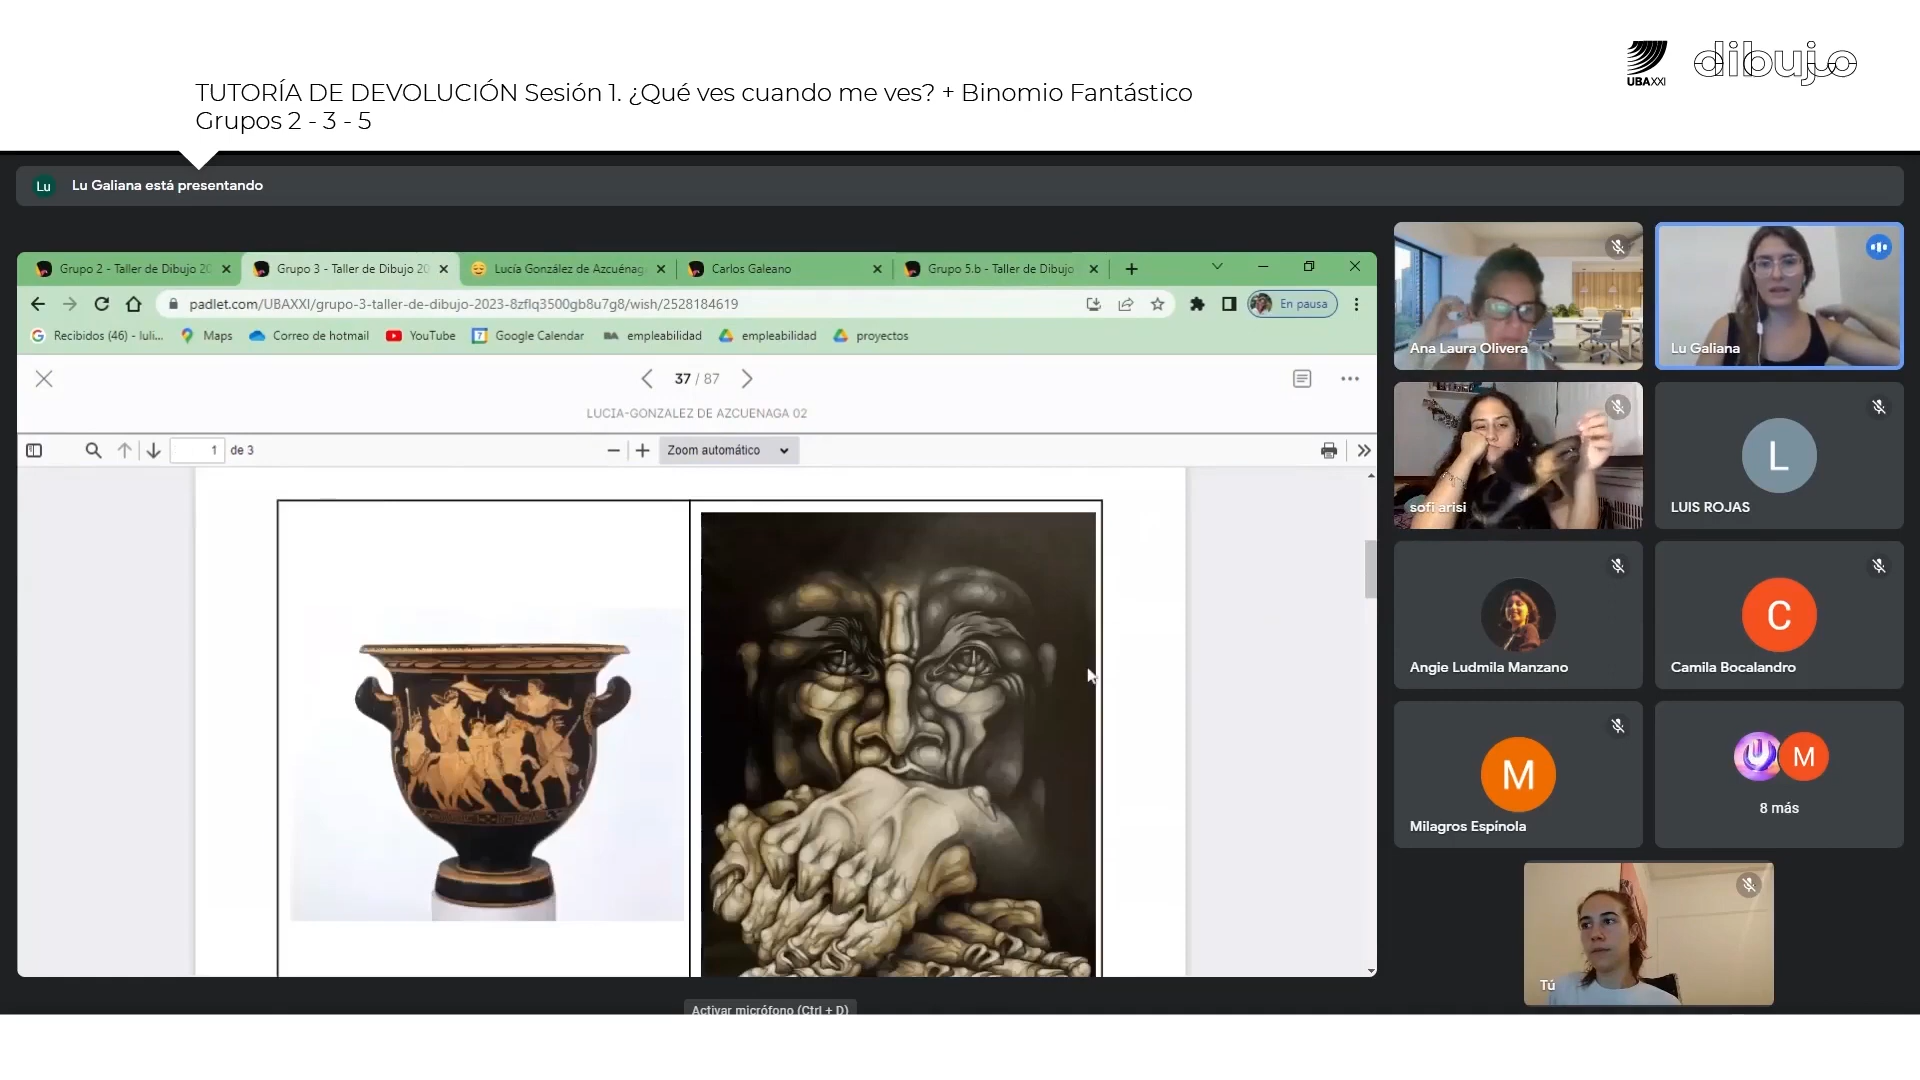 TUTORÍA DE DEVOLUCIÓN Sesión 1. ¿Qué ves cuando me ves? + Binomio Fantástico
Grupos 2 - 3 - 5
UBAXXI
dibujo
Lu
Lu Galiana está presentando
Grupo 2 - Taller de Dibujo 20
Grupo 3 - Taller de Dibujo 20
Lucía González de Azcuénag
Carlos Galeano
Grupo 5.b - Taller de Dibujo
padlet.com/UBAXXI/grupo-3-taller-de-dibujo-2023-8zflq3500gb8u7g8/wish/2528184619
En pausa
Recibidos (46) - luli...
Maps
Correo de hotmail
YouTube
Google Calendar
empleabilidad
empleabilidad
proyectos
37 / 87
LUCIA-GONZALEZ DE AZCUENAGA 02
1 de 3
Zoom automático
Ana Laura Olivera
Lu Galiana
sofi arisi
L
LUIS ROJAS
Angie Ludmila Manzano
C
Camila Bocalandro
M
Milagros Espínola
M
8 más
Tú
Activar micrófono (Ctrl + D)